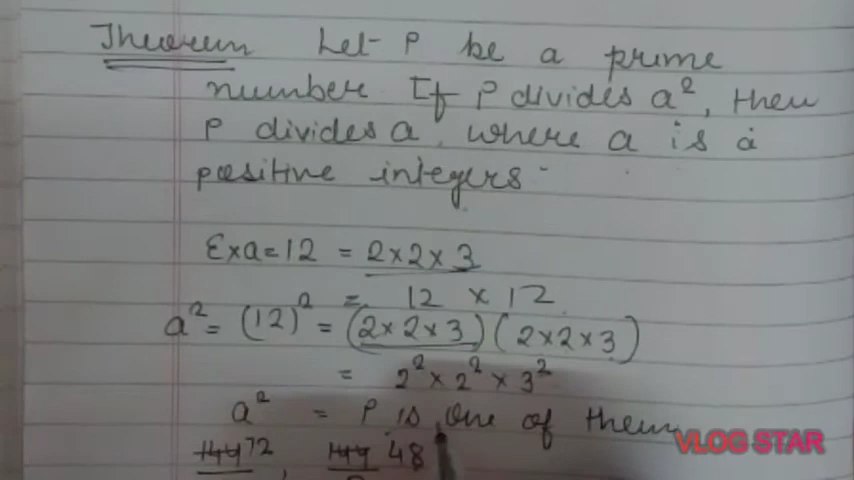 Theorem Let P be a prime
number If P divides a², then
P divides a, where a is a
positive integers
Ex a=12 = 2×2×3
= 12 × 12
a² = (12)² = (2×2×3)(2×2×3)
= 2² × 2² × 3²
a² = P is one of them
144 72, 144 48
VLOG STAR